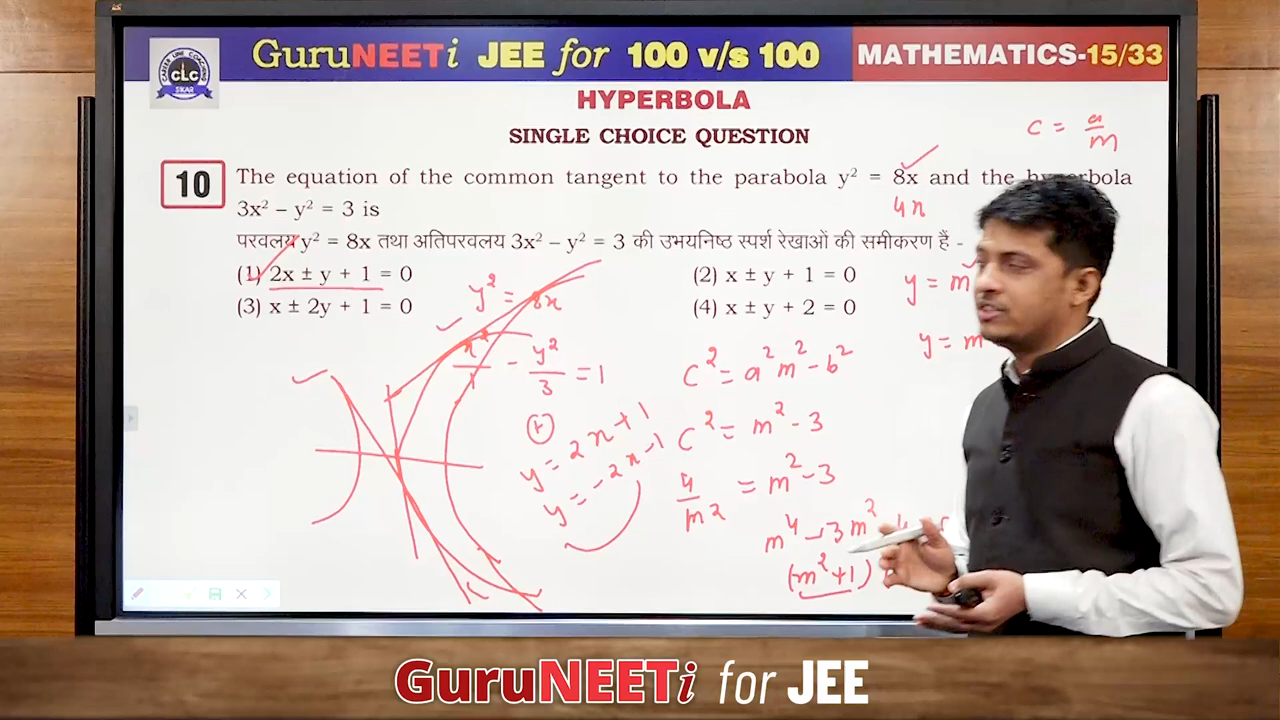 GuruNEETi JEE for 100 v/s 100
MATHEMATICS-15/33
CLC
SIKAR
HYPERBOLA
SINGLE CHOICE QUESTION
c = a/m
10 The equation of the common tangent to the parabola y² = 8x and the hyperbola
3x² – y² = 3 is
4x
परवलय y² = 8x तथा अतिपरवलय 3x² – y² = 3 की उभयनिष्ठ स्पर्श रेखाओं की समीकरण हैं -
(1) 2x ± y + 1 = 0
(2) x ± y + 1 = 0
(3) x ± 2y + 1 = 0
(4) x ± y + 2 = 0
y² = 8x
y = m
y = m
x²/1 - y²/3 = 1
c² = a²m² - b²
y = 2x+1
c² = m² - 3
y = -2x-1
4/m² = m² - 3
m⁴ - 3m²
(m²+1)
GuruNEETi for JEE